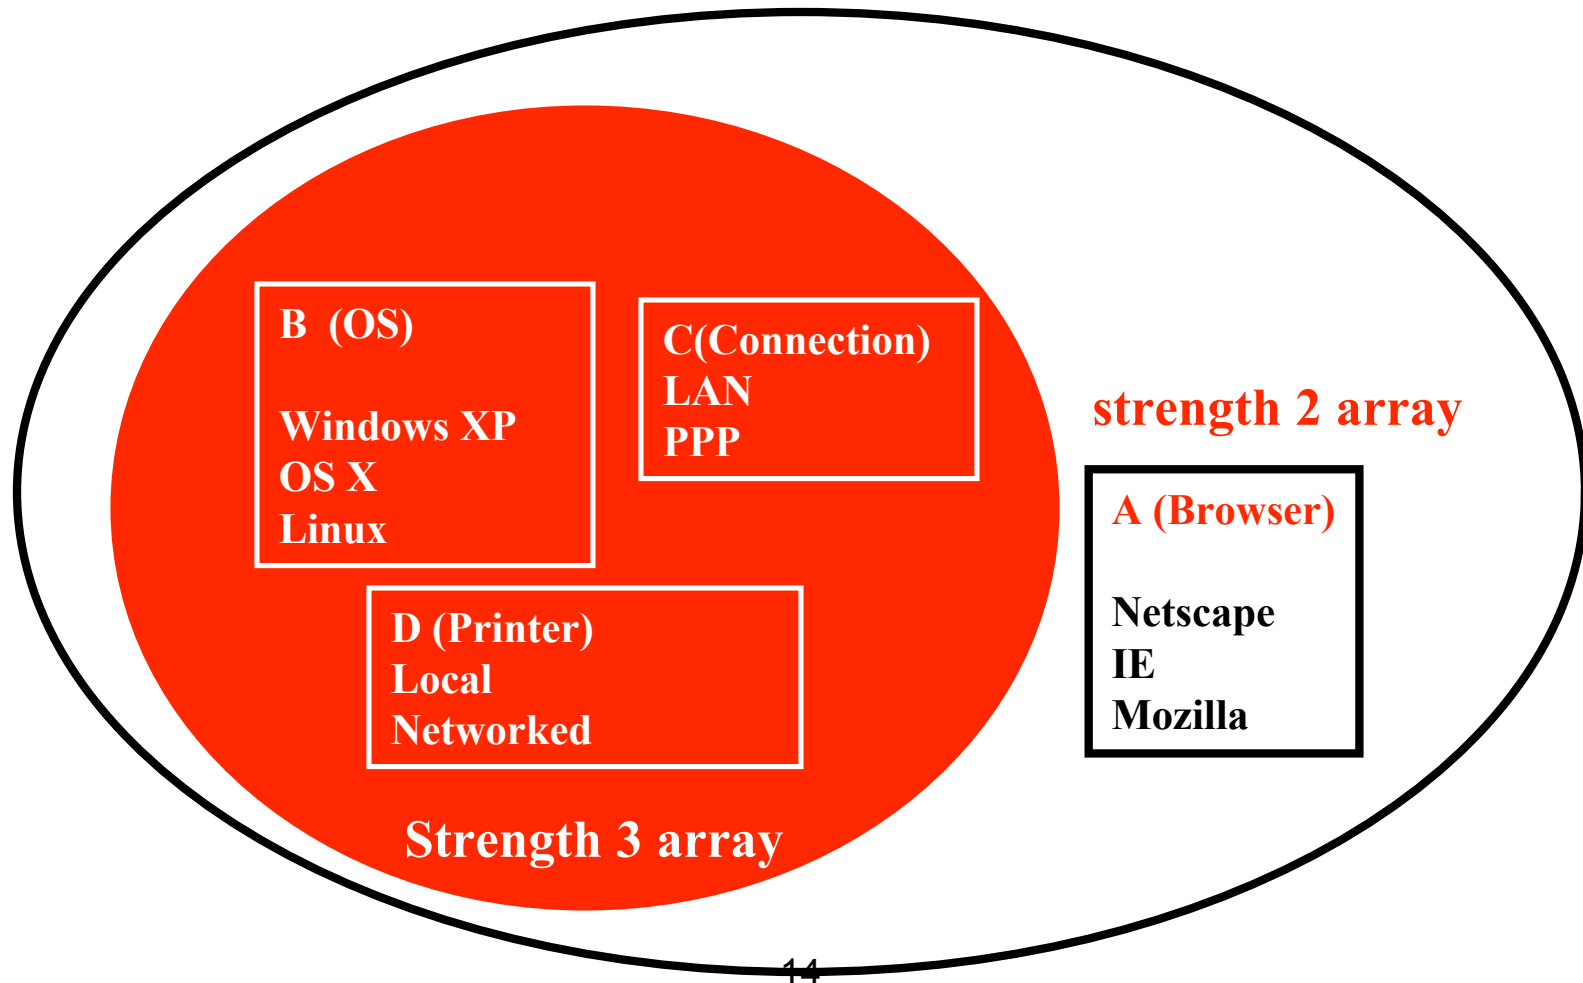 B  (OS)
Windows XP
OS X
Linux
C(Connection)
LAN
PPP
D (Printer)
Local
Networked
Strength 3 array
strength 2 array
A (Browser)
Netscape
IE
Mozilla
14